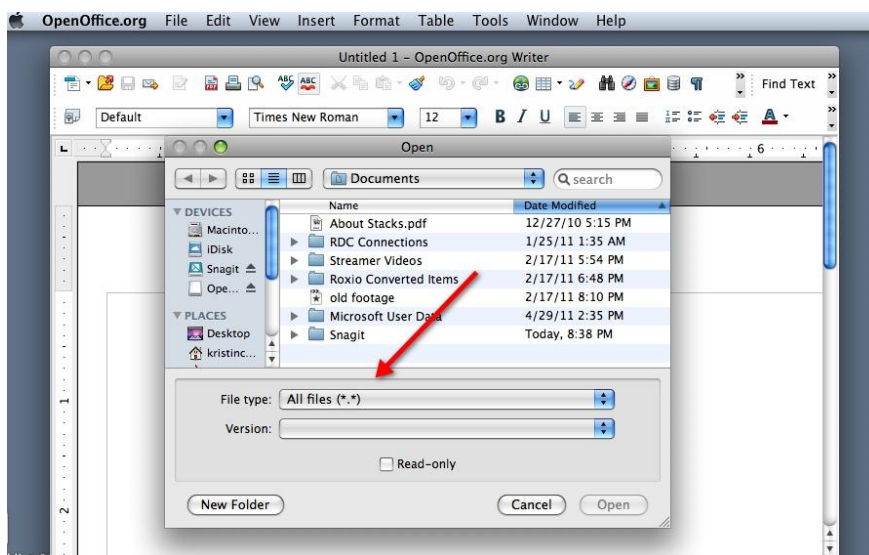 OpenOffice.org File Edit View Insert Format Table Tools Window Help
Untitled 1 – OpenOffice.org Writer
ABC ABC Find Text
Default Times New Roman 12 B I U A
6
Open
Documents search
Name Date Modified
DEVICES
About Stacks.pdf 12/27/10 5:15 PM
Macinto...
RDC Connections 1/25/11 1:35 AM
iDisk
Streamer Videos 2/17/11 5:54 PM
Snagit
Roxio Converted Items 2/17/11 6:48 PM
Ope...
old footage 2/17/11 8:10 PM
PLACES
Microsoft User Data 4/29/11 2:35 PM
Desktop
Snagit Today, 8:38 PM
kristinc...
File type: All files (*.*)
1
Version:
Read-only
New Folder Cancel Open
2